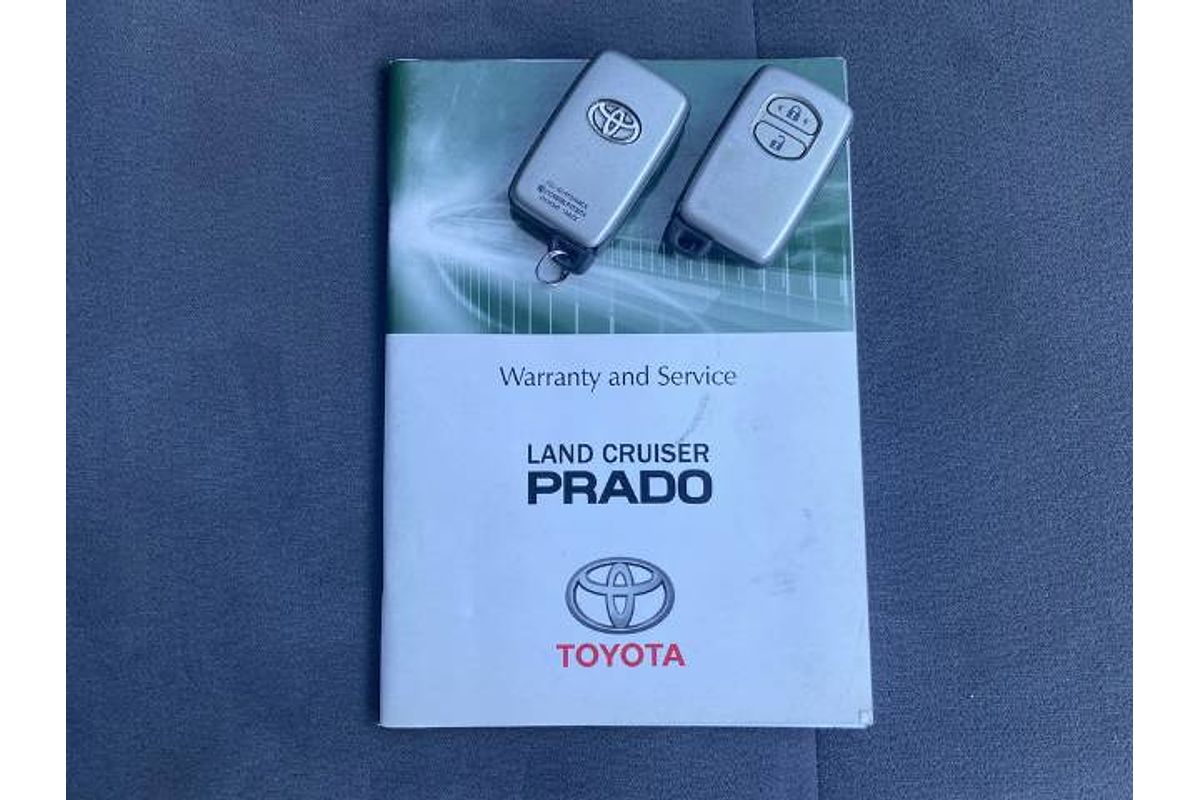 Warranty and Service
LAND CRUISER
PRADO
TOYOTA